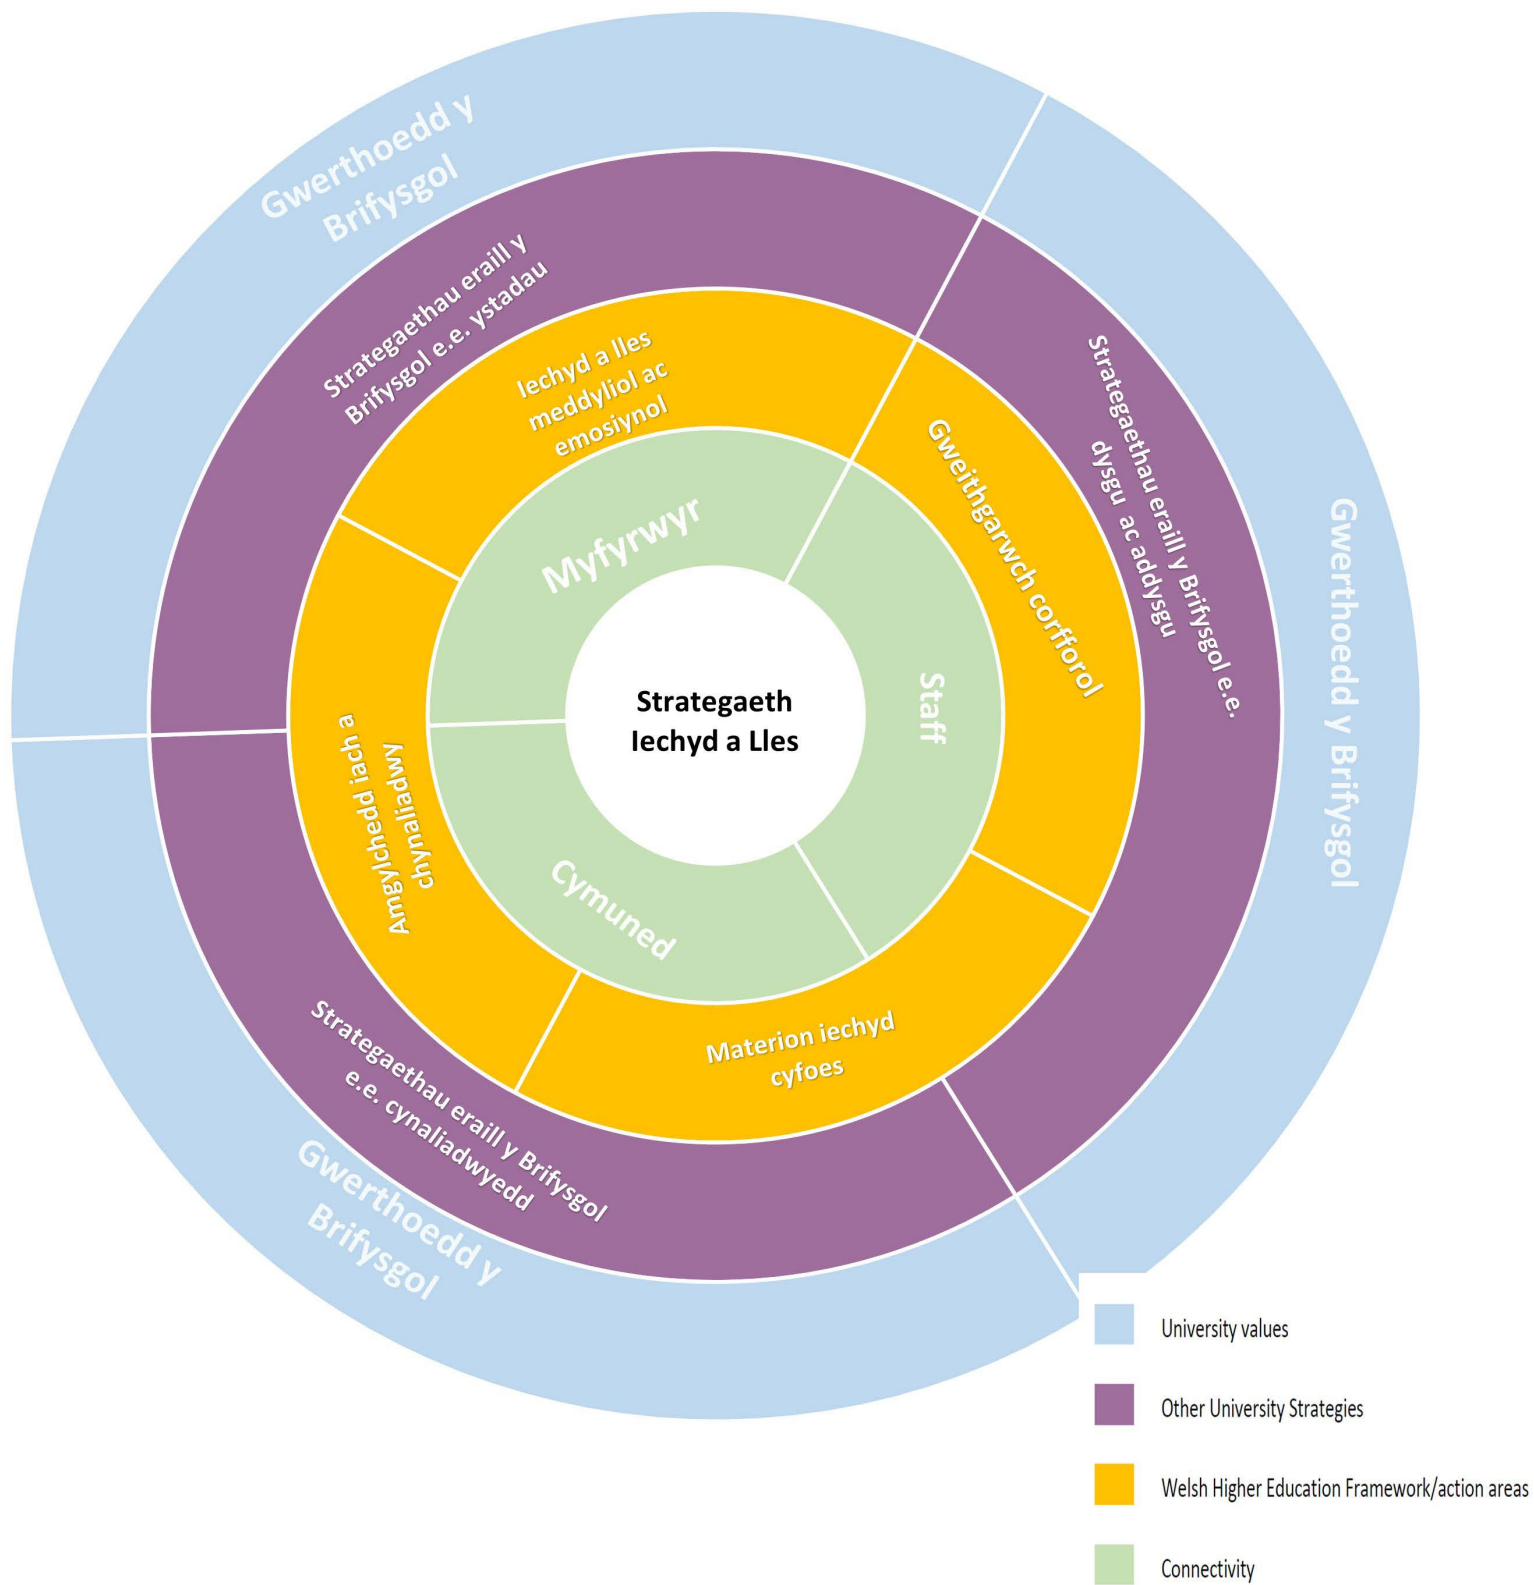 Gwerthoedd y
Brifysgol
Strategaethau eraill y
Brifysgol e.e. ystadau
Iechyd a lles
meddyliol ac
emosiynol
Myfyrwyr
Strategaethau eraill y Brifysgol e.e.
dysgu ac addysgu
Gweithgarwch corfforol
Gwerthoedd y Brifysgol
Staff
Strategaeth
Iechyd a Lles
Amgylchedd iach a
chynaliadwy
Cymuned
Materion iechyd
cyfoes
Strategaethau eraill y Brifysgol
e.e. cynaliadwyedd
Gwerthoedd y
Brifysgol
University values
Other University Strategies
Welsh Higher Education Framework/action areas
Connectivity